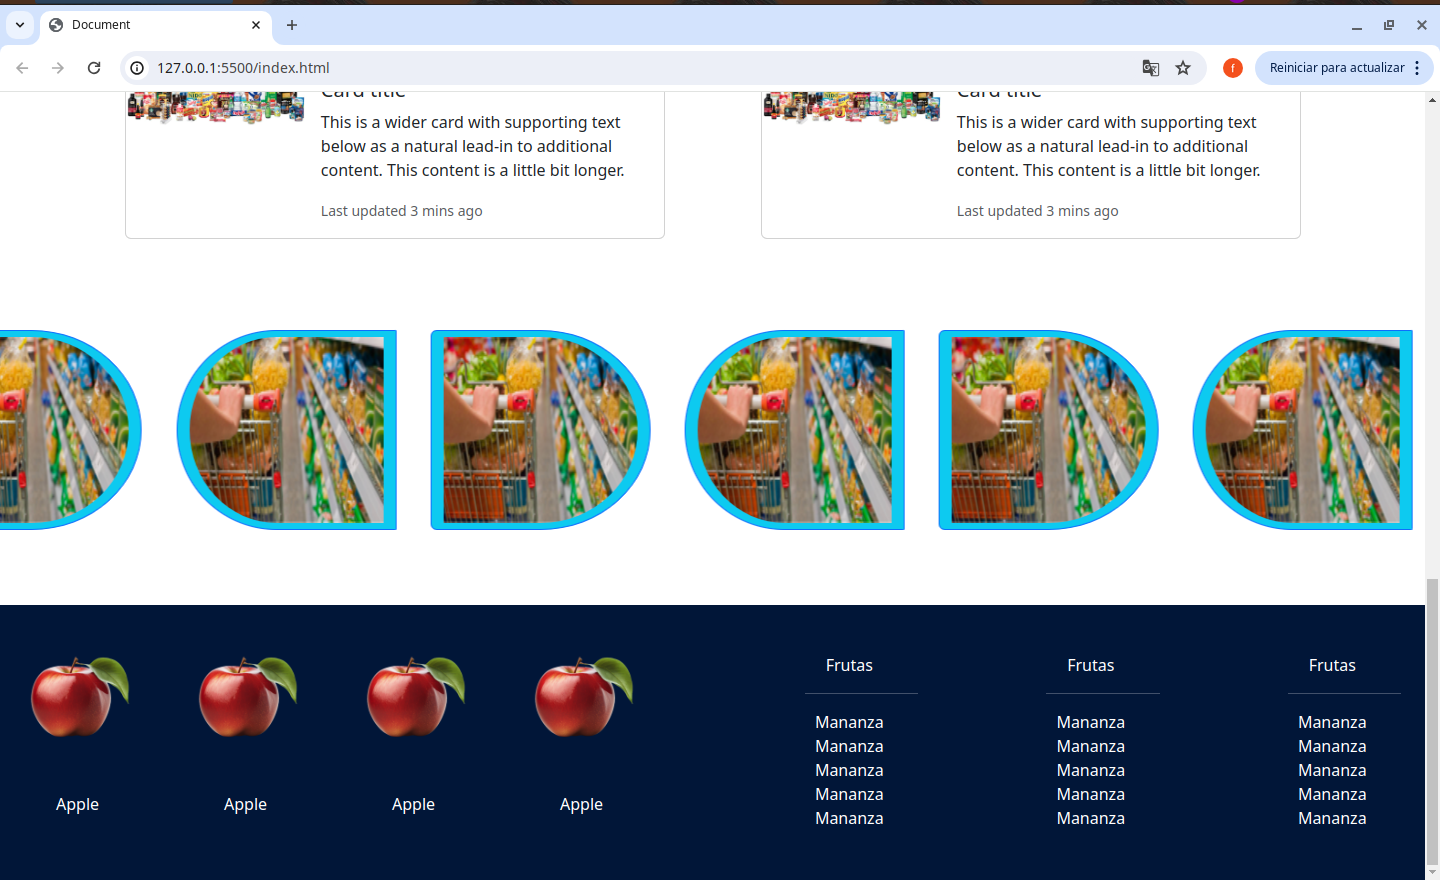 Document
127.0.0.1:5500/index.html
f
Reiniciar para actualizar
Card title
Card title
This is a wider card with supporting text
below as a natural lead-in to additional
content. This content is a little bit longer.
Last updated 3 mins ago
This is a wider card with supporting text
below as a natural lead-in to additional
content. This content is a little bit longer.
Last updated 3 mins ago
Apple
Apple
Apple
Apple
Frutas
Mananza
Mananza
Mananza
Mananza
Mananza
Frutas
Mananza
Mananza
Mananza
Mananza
Mananza
Frutas
Mananza
Mananza
Mananza
Mananza
Mananza